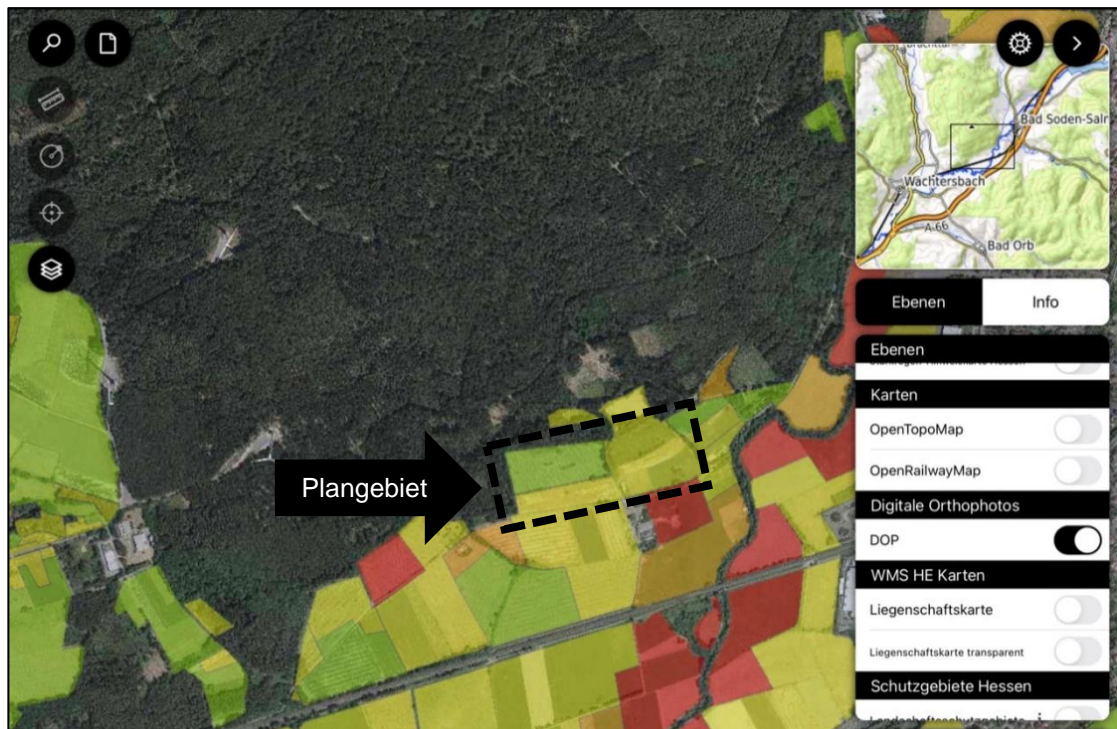 Plangebiet
Bad Soden-Salm
Wächtersbach
A 66
Bad Orb
Ebenen
Info
Ebenen
Karten
OpenTopoMap
OpenRailwayMap
Digitale Orthophotos
DOP
WMS HE Karten
Liegenschaftskarte
Liegenschaftskarte transparent
Schutzgebiete Hessen